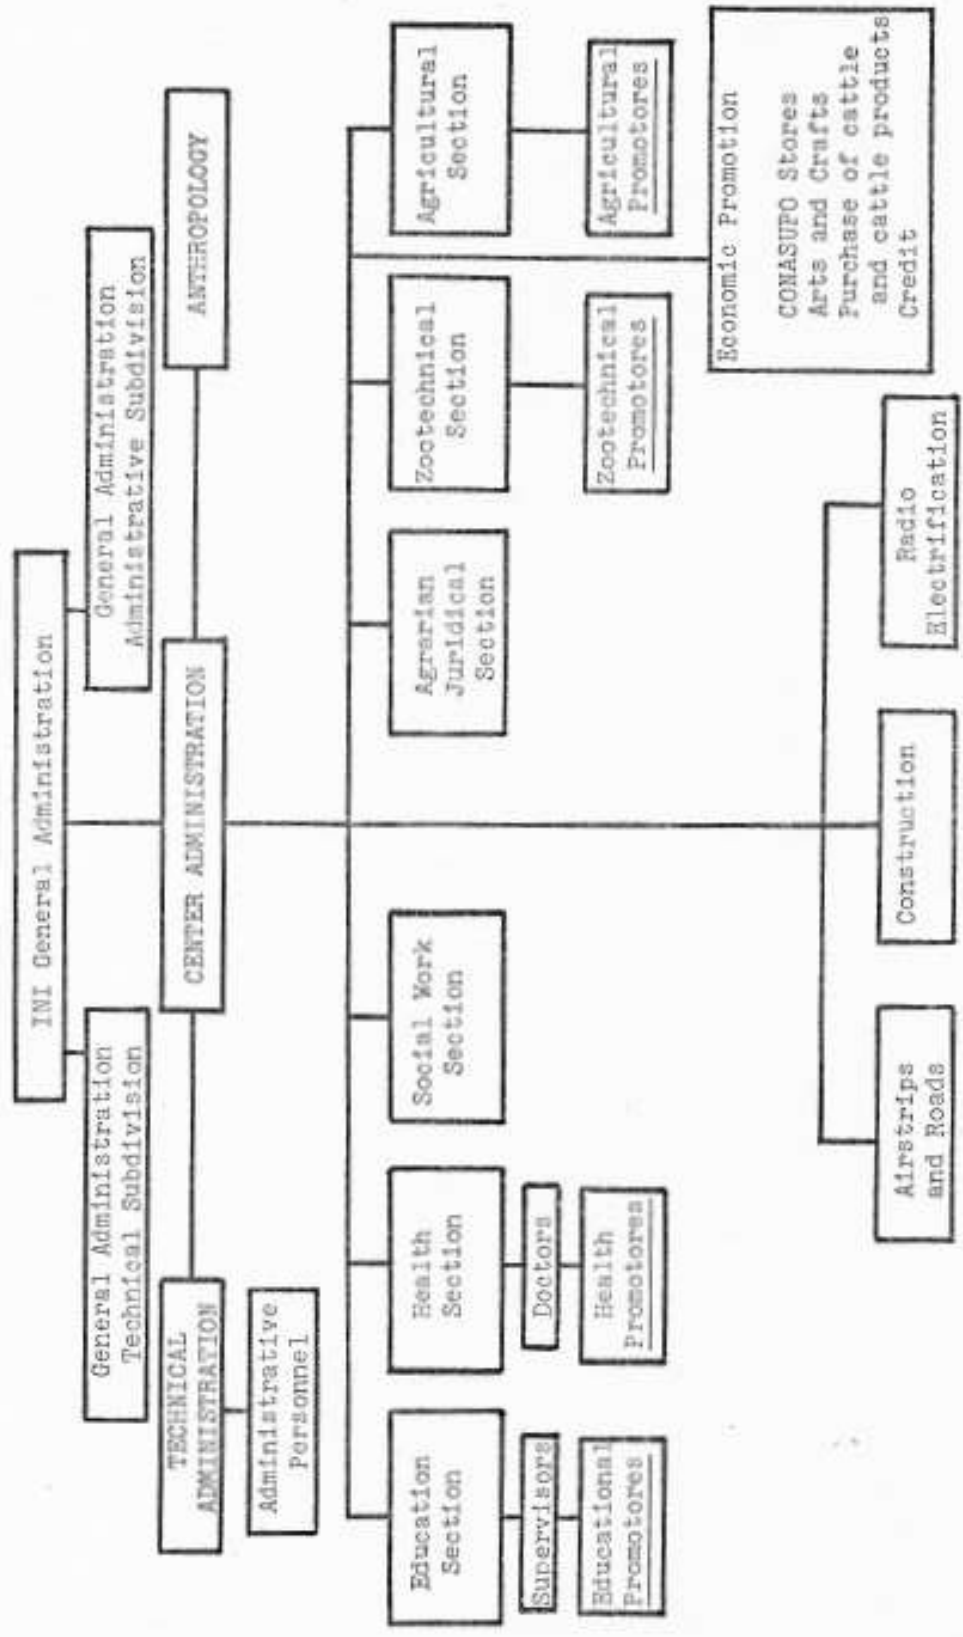 INI General Administration
General Administration
Technical Subdivision
General Administration
Administrative Subdivision
TECHNICAL
ADMINISTRATION
CENTER ADMINISTRATION
ANTHROPOLOGY
Administrative
Personnel
Education
Section
Health
Section
Social Work
Section
Agrarian
Juridical
Section
Zootechnical
Section
Agricultural
Section
Supervisors
Doctors
Educational
Promotores
Health
Promotores
Zootechnical
Promotores
Agricultural
Promotores
Economic Promotion
CONASUPO Stores
Arts and Crafts
Purchase of cattle
and cattle products
Credit
Airstrips
and Roads
Construction
Radio
Electrification